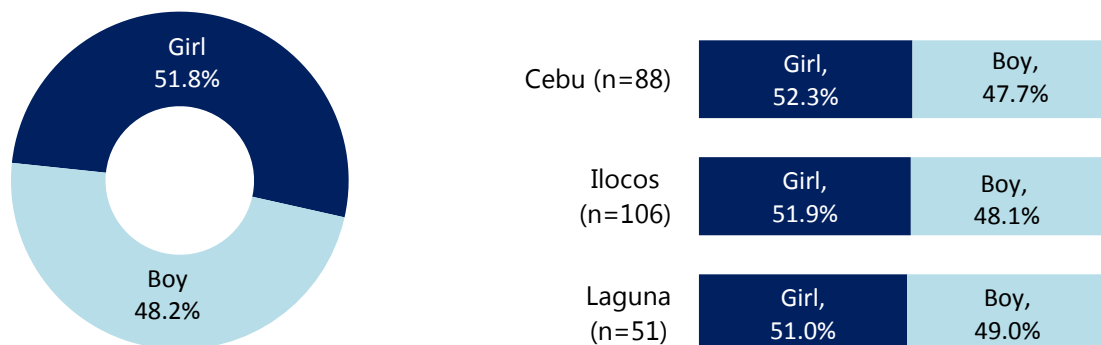 Girl
51.8%
Boy
48.2%
Cebu (n=88)
Girl,
52.3%
Boy,
47.7%
Ilocos
(n=106)
Girl,
51.9%
Boy,
48.1%
Laguna
(n=51)
Girl,
51.0%
Boy,
49.0%